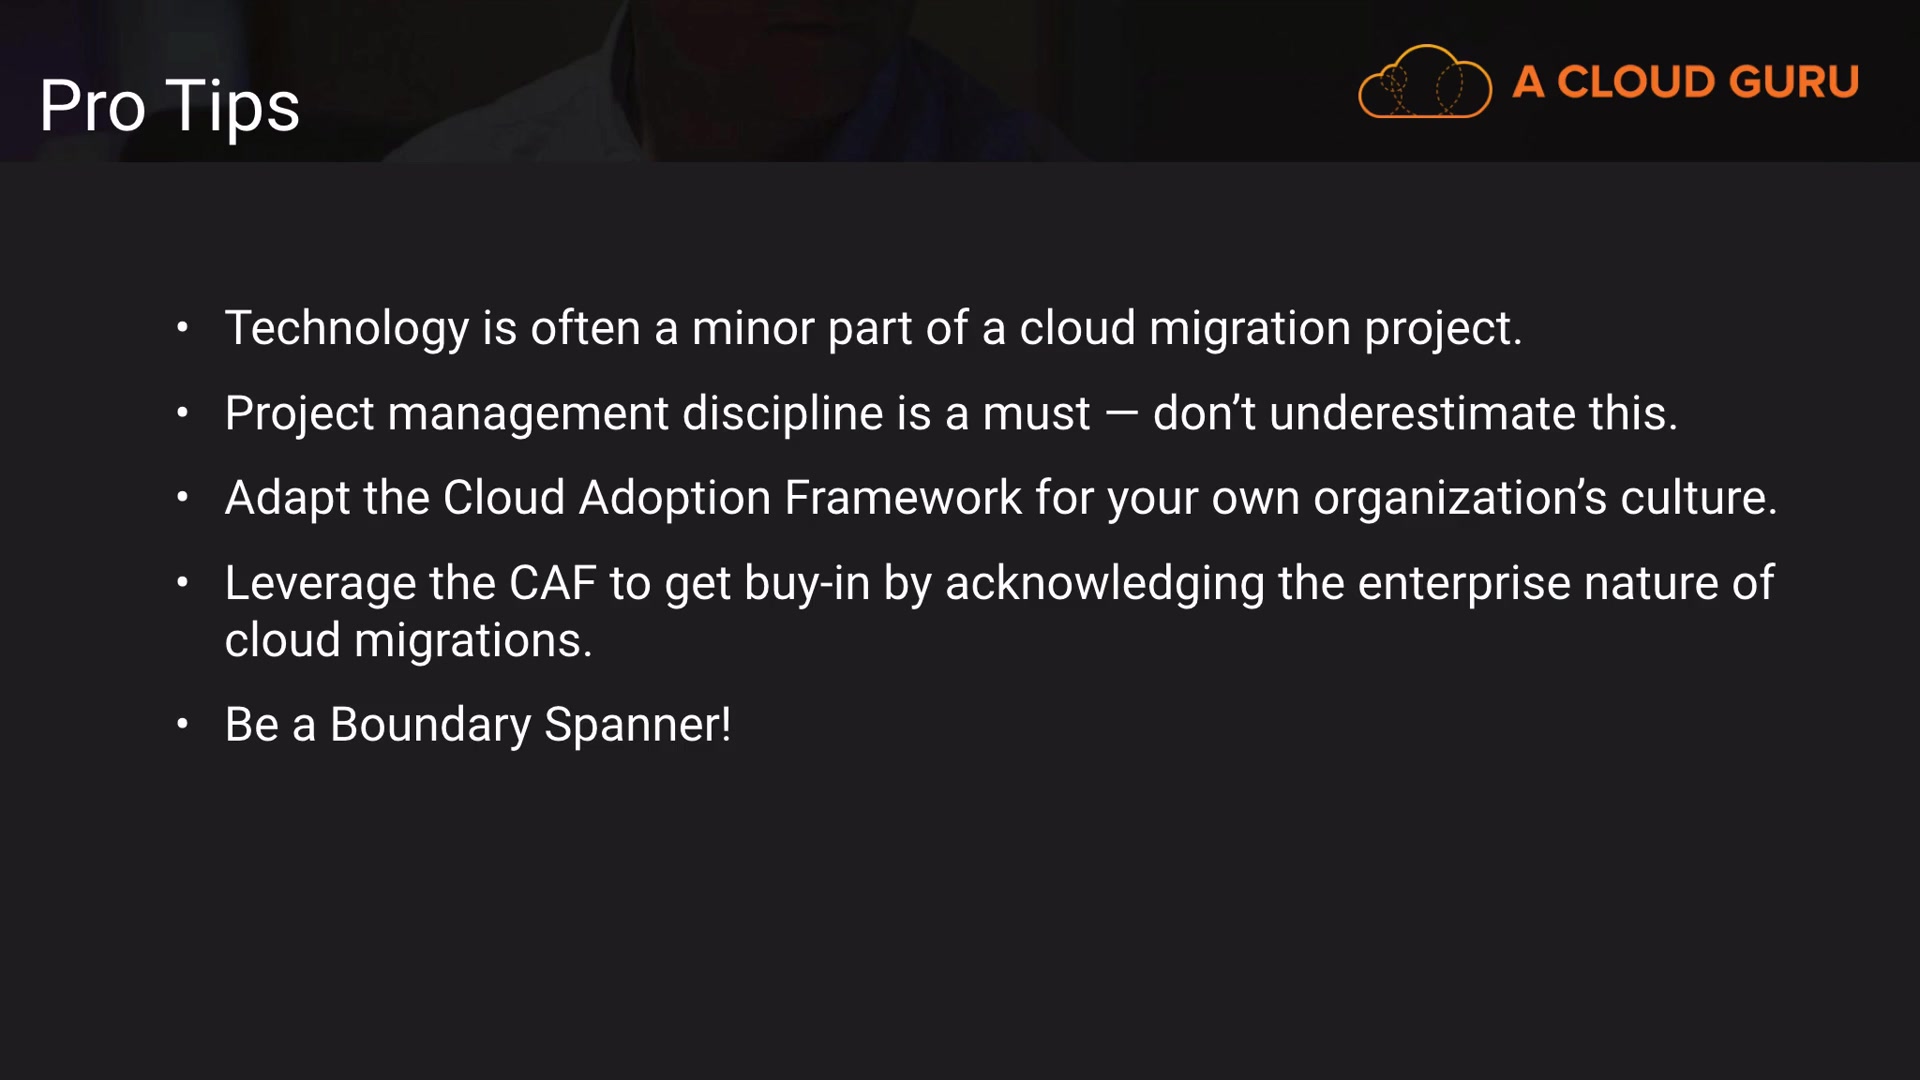 Pro Tips
A CLOUD GURU
• Technology is often a minor part of a cloud migration project.
• Project management discipline is a must — don’t underestimate this.
• Adapt the Cloud Adoption Framework for your own organization’s culture.
• Leverage the CAF to get buy-in by acknowledging the enterprise nature of
cloud migrations.
• Be a Boundary Spanner!